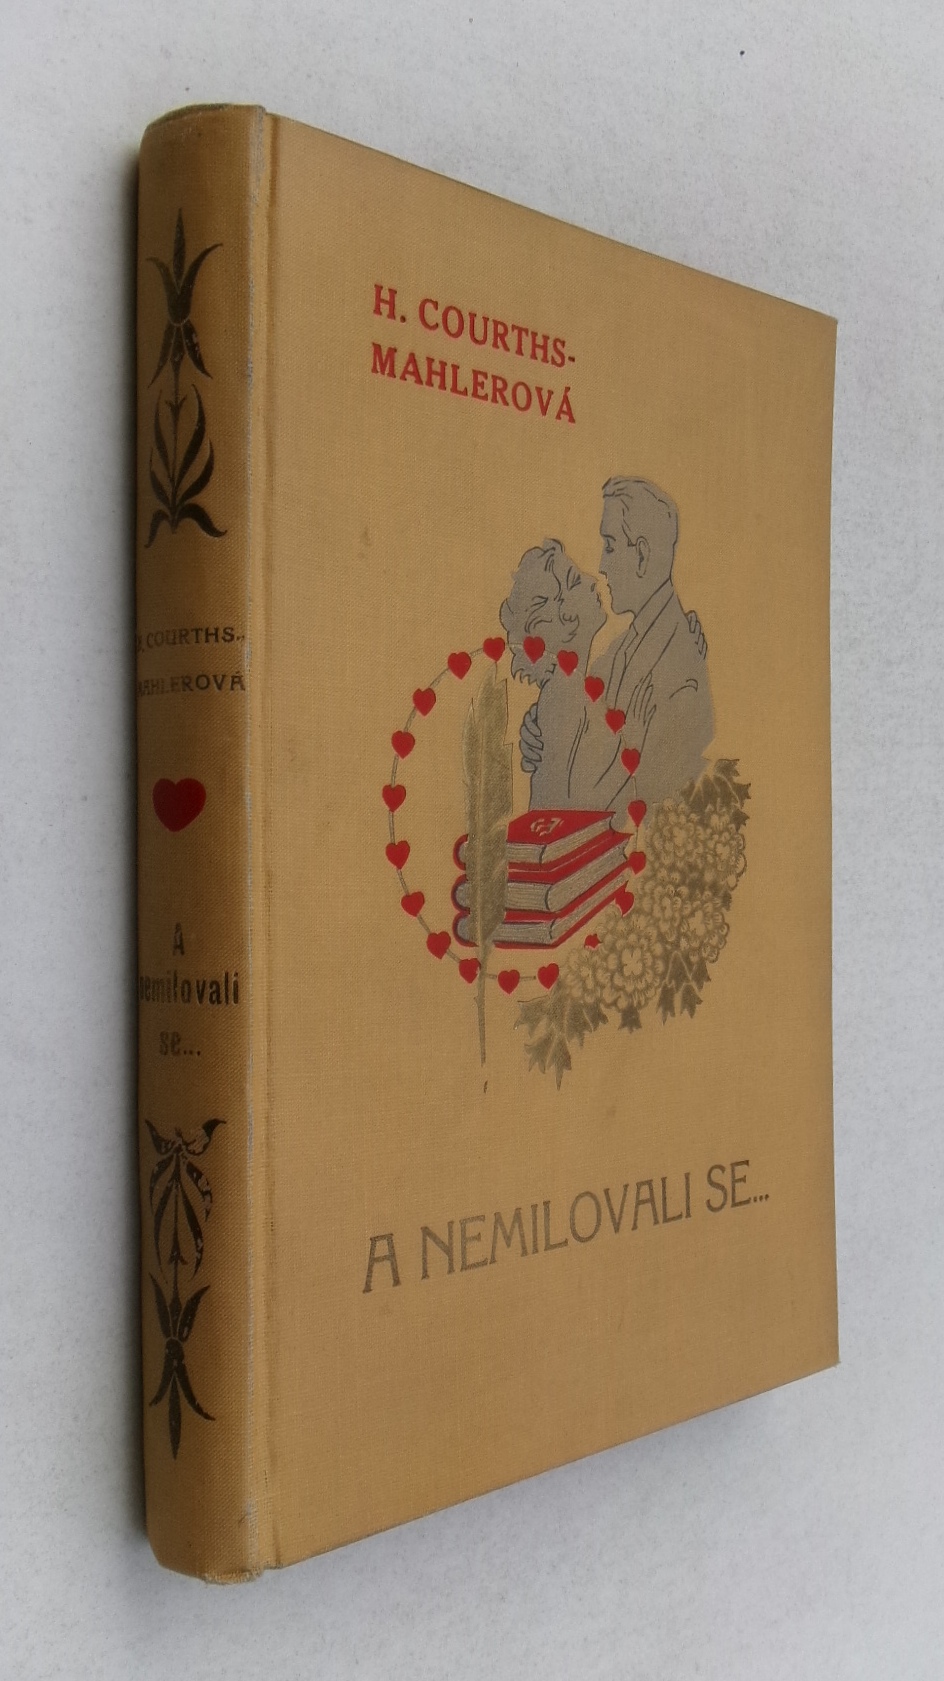 H. COURTHS-
MAHLEROVÁ
A NEMILOVALI SE...
H. COURTHS-
MAHLEROVÁ
A
nemilovali
se...